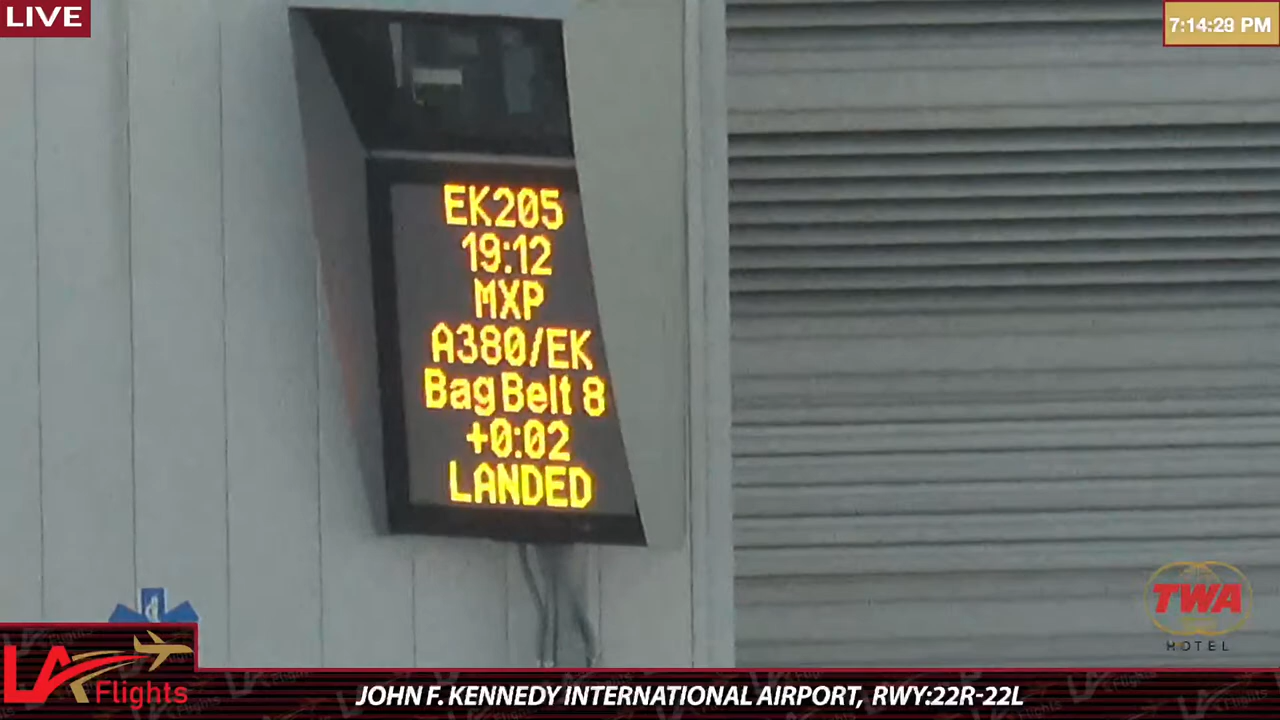 LIVE
7:14:29 PM
EK205
19:12
MXP
A380/EK
Bag Belt 8
+0:02
LANDED
TWA
HOTEL
LA Flights
JOHN F. KENNEDY INTERNATIONAL AIRPORT, RWY:22R-22L